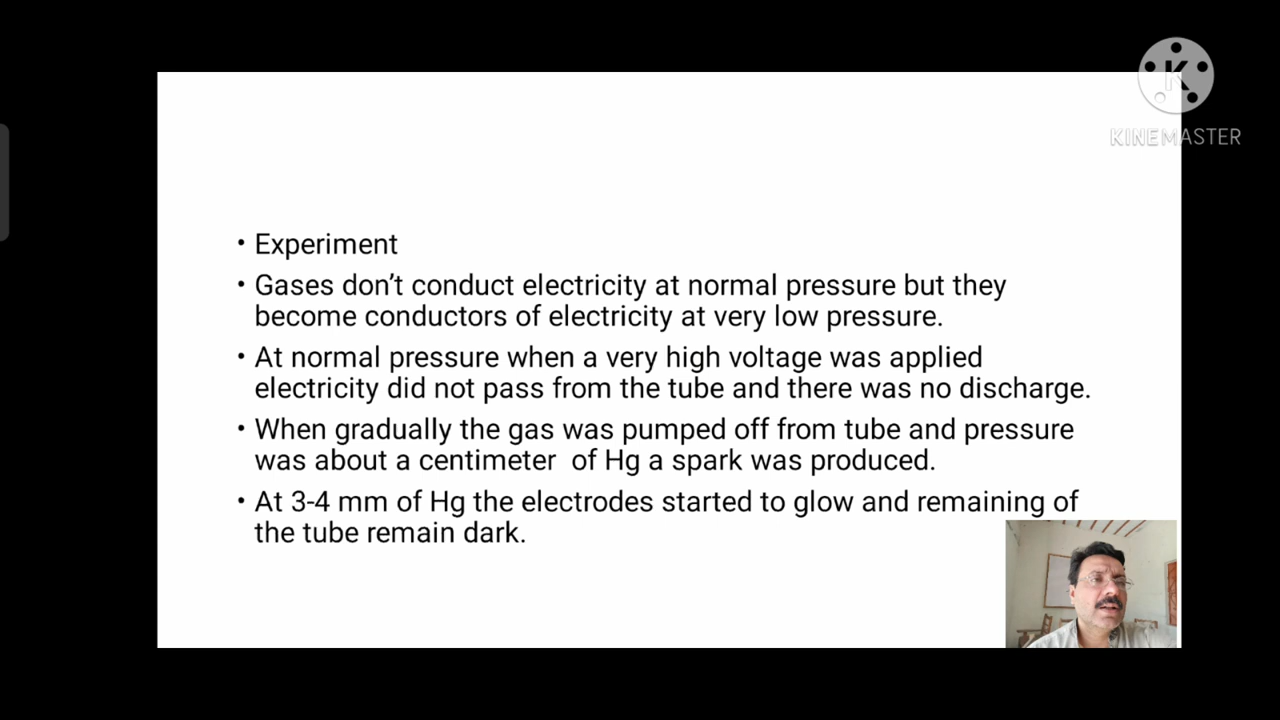 KINEMASTER
• Experiment
• Gases don’t conduct electricity at normal pressure but they
become conductors of electricity at very low pressure.
• At normal pressure when a very high voltage was applied
electricity did not pass from the tube and there was no discharge.
• When gradually the gas was pumped off from tube and pressure
was about a centimeter  of Hg a spark was produced.
• At 3-4 mm of Hg the electrodes started to glow and remaining of
the tube remain dark.